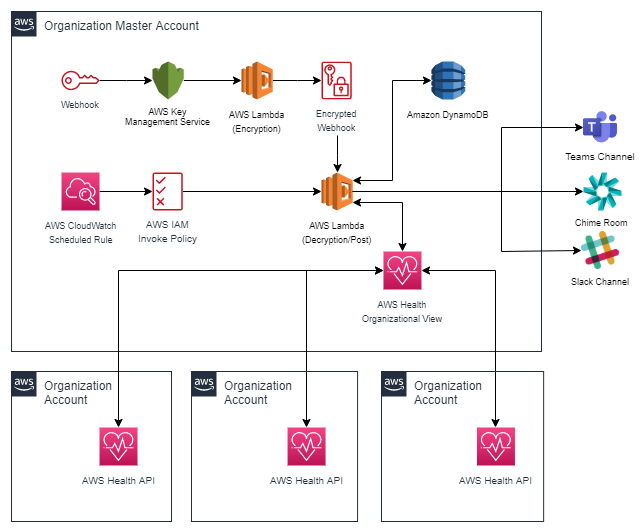 aws
Organization Master Account
Webhook
AWS Key
Management Service
AWS Lambda
(Encryption)
Encrypted
Webhook
Amazon DynamoDB
Teams Channel
AWS CloudWatch
Scheduled Rule
AWS IAM
Invoke Policy
AWS Lambda
(Decryption/Post)
Chime Room
Slack Channel
AWS Health
Organizational View
aws
Organization
Account
AWS Health API
aws
Organization
Account
AWS Health API
aws
Organization
Account
AWS Health API